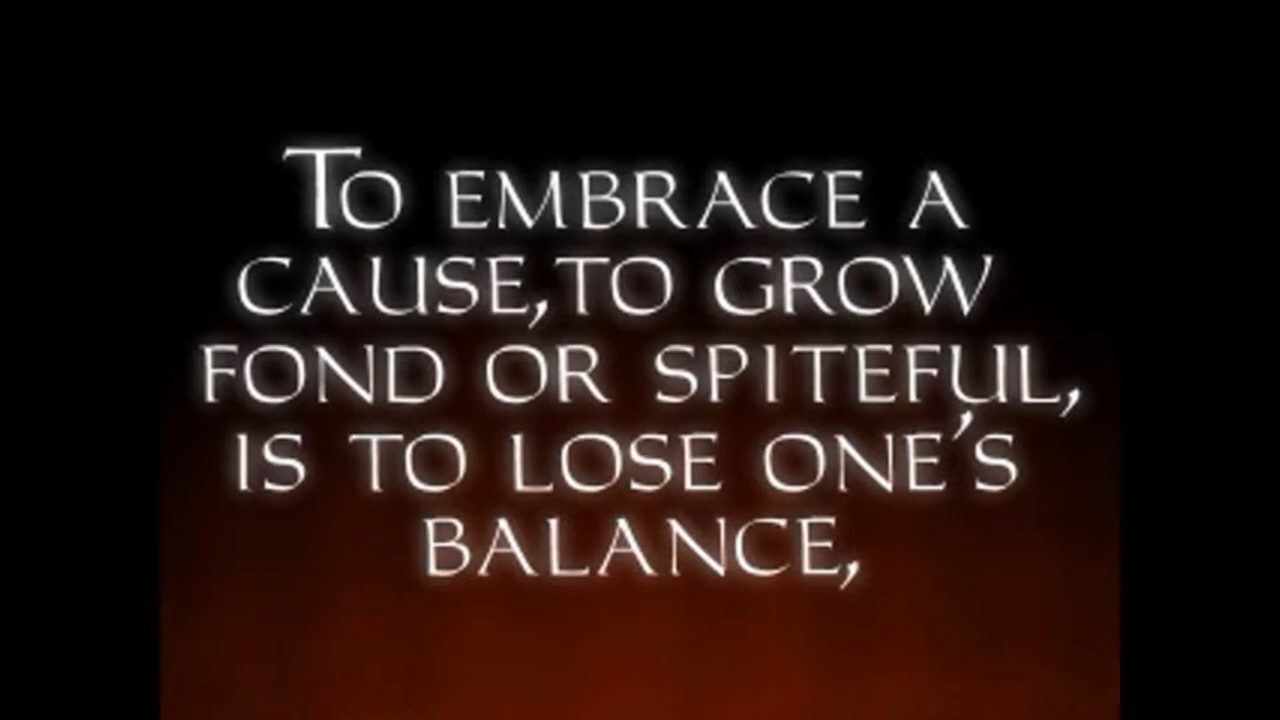 To EMBRACE A
CAUSE, TO GROW
FOND OR SPITEFUL,
IS TO LOSE ONE'S
BALANCE,